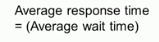 Average response time
= (Average wait time)